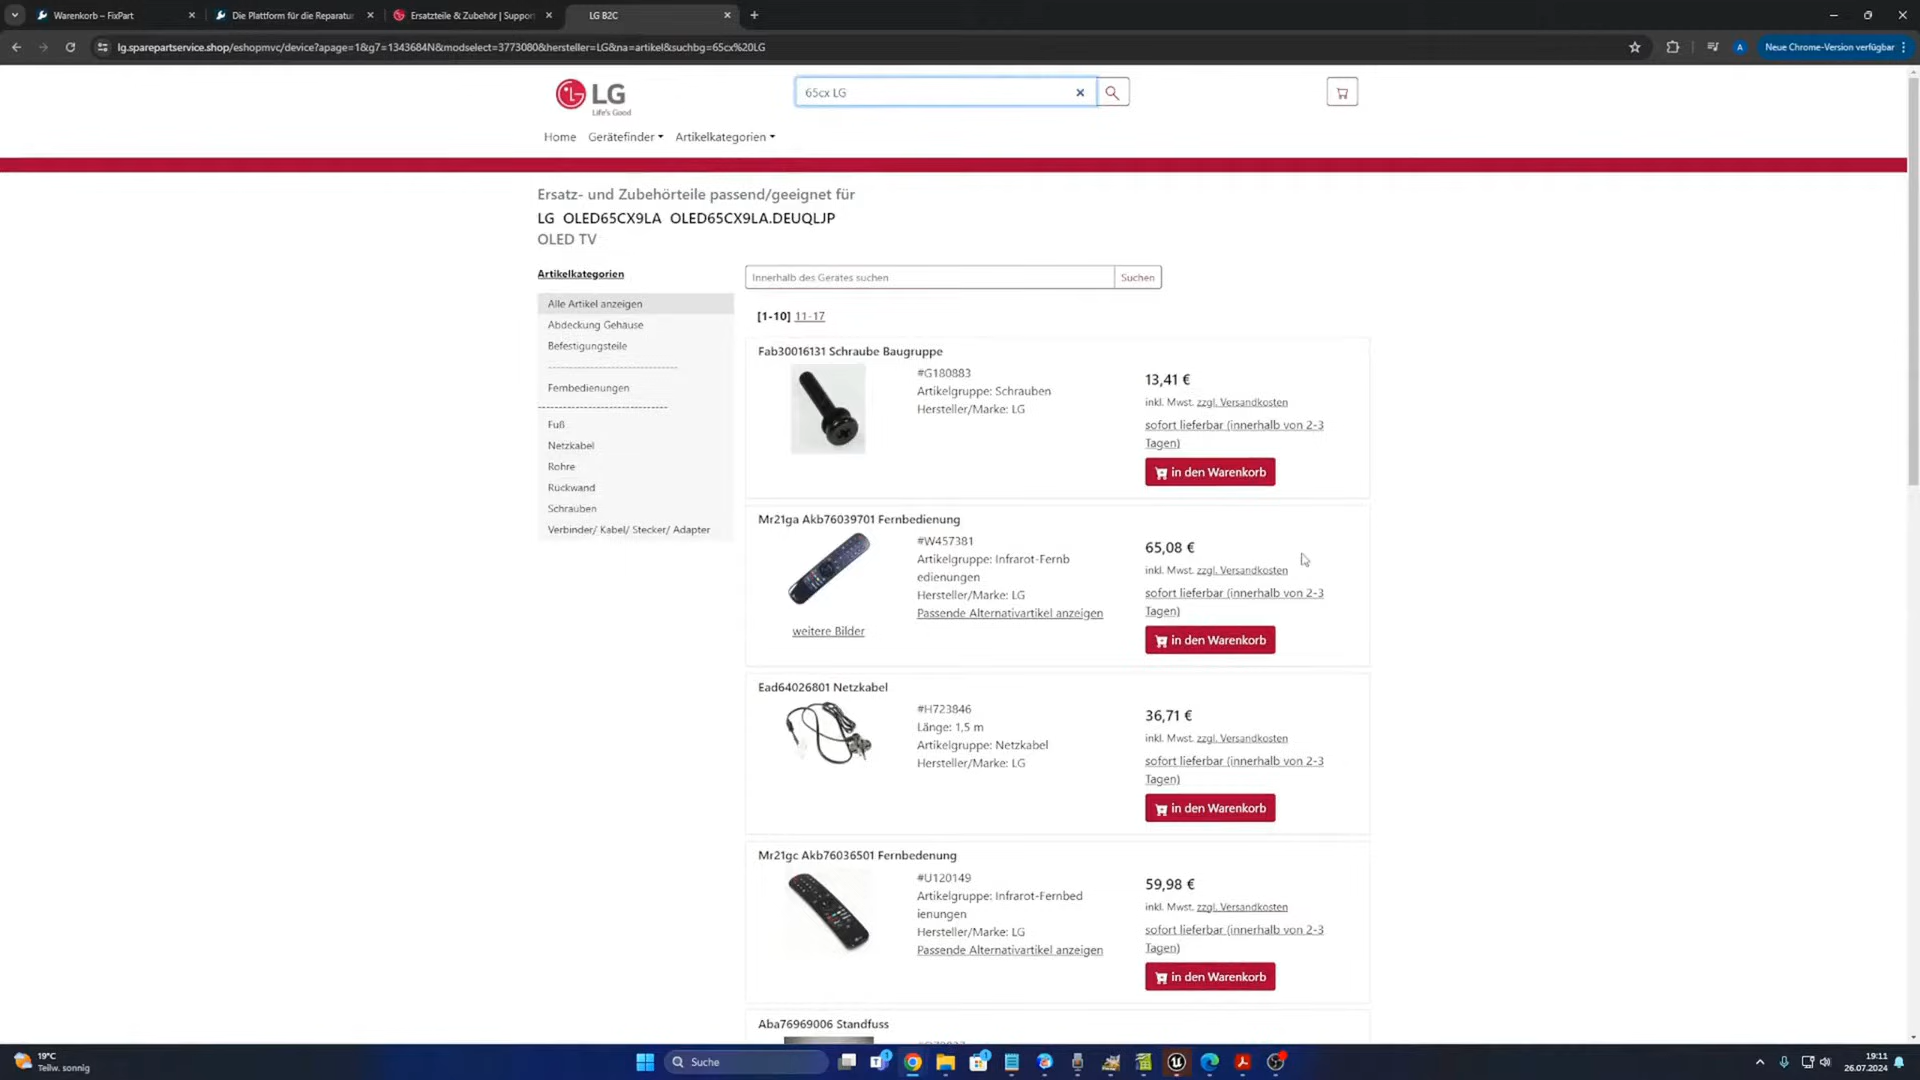 Warenkorb – FixPart
Die Plattform für die Reparatur
Ersatzteile & Zubehör | Suppor
LG B2C
lg.sparepartservice.shop/eshopmvc/device?apage=1&g7=1343684N&modselect=3773080&hersteller=LG&na=artikel&suchbg=65cx%20LG
A
Neue Chrome-Version verfügbar
LG
Life's Good
65cx LG
Home
Gerätefinder
Artikelkategorien
Ersatz- und Zubehörteile passend/geeignet für
LG OLED65CX9LA OLED65CX9LA.DEUQLJP
OLED TV
Artikelkategorien
Alle Artikel anzeigen
Abdeckung Gehäuse
Befestigungsteile
Fernbedienungen
Fuß
Netzkabel
Rohre
Rückwand
Schrauben
Verbinder/ Kabel/ Stecker/ Adapter
Innerhalb des Gerätes suchen
Suchen
[1-10] 11-17
Fab30016131 Schraube Baugruppe
#G180883
Artikelgruppe: Schrauben
Hersteller/Marke: LG
13,41 €
inkl. Mwst. zzgl. Versandkosten
sofort lieferbar (innerhalb von 2-3
Tagen)
in den Warenkorb
Mr21ga Akb76039701 Fernbedienung
weitere Bilder
#W457381
Artikelgruppe: Infrarot-Fernb
edienungen
Hersteller/Marke: LG
Passende Alternativartikel anzeigen
65,08 €
inkl. Mwst. zzgl. Versandkosten
sofort lieferbar (innerhalb von 2-3
Tagen)
in den Warenkorb
Ead64026801 Netzkabel
#H723846
Länge: 1,5 m
Artikelgruppe: Netzkabel
Hersteller/Marke: LG
36,71 €
inkl. Mwst. zzgl. Versandkosten
sofort lieferbar (innerhalb von 2-3
Tagen)
in den Warenkorb
Mr21gc Akb76036501 Fernbedenung
#U120149
Artikelgruppe: Infrarot-Fernbed
ienungen
Hersteller/Marke: LG
Passende Alternativartikel anzeigen
59,98 €
inkl. Mwst. zzgl. Versandkosten
sofort lieferbar (innerhalb von 2-3
Tagen)
in den Warenkorb
Aba76969006 Standfuss
19°C
Teilw. sonnig
Suche
19:11
26.07.2024